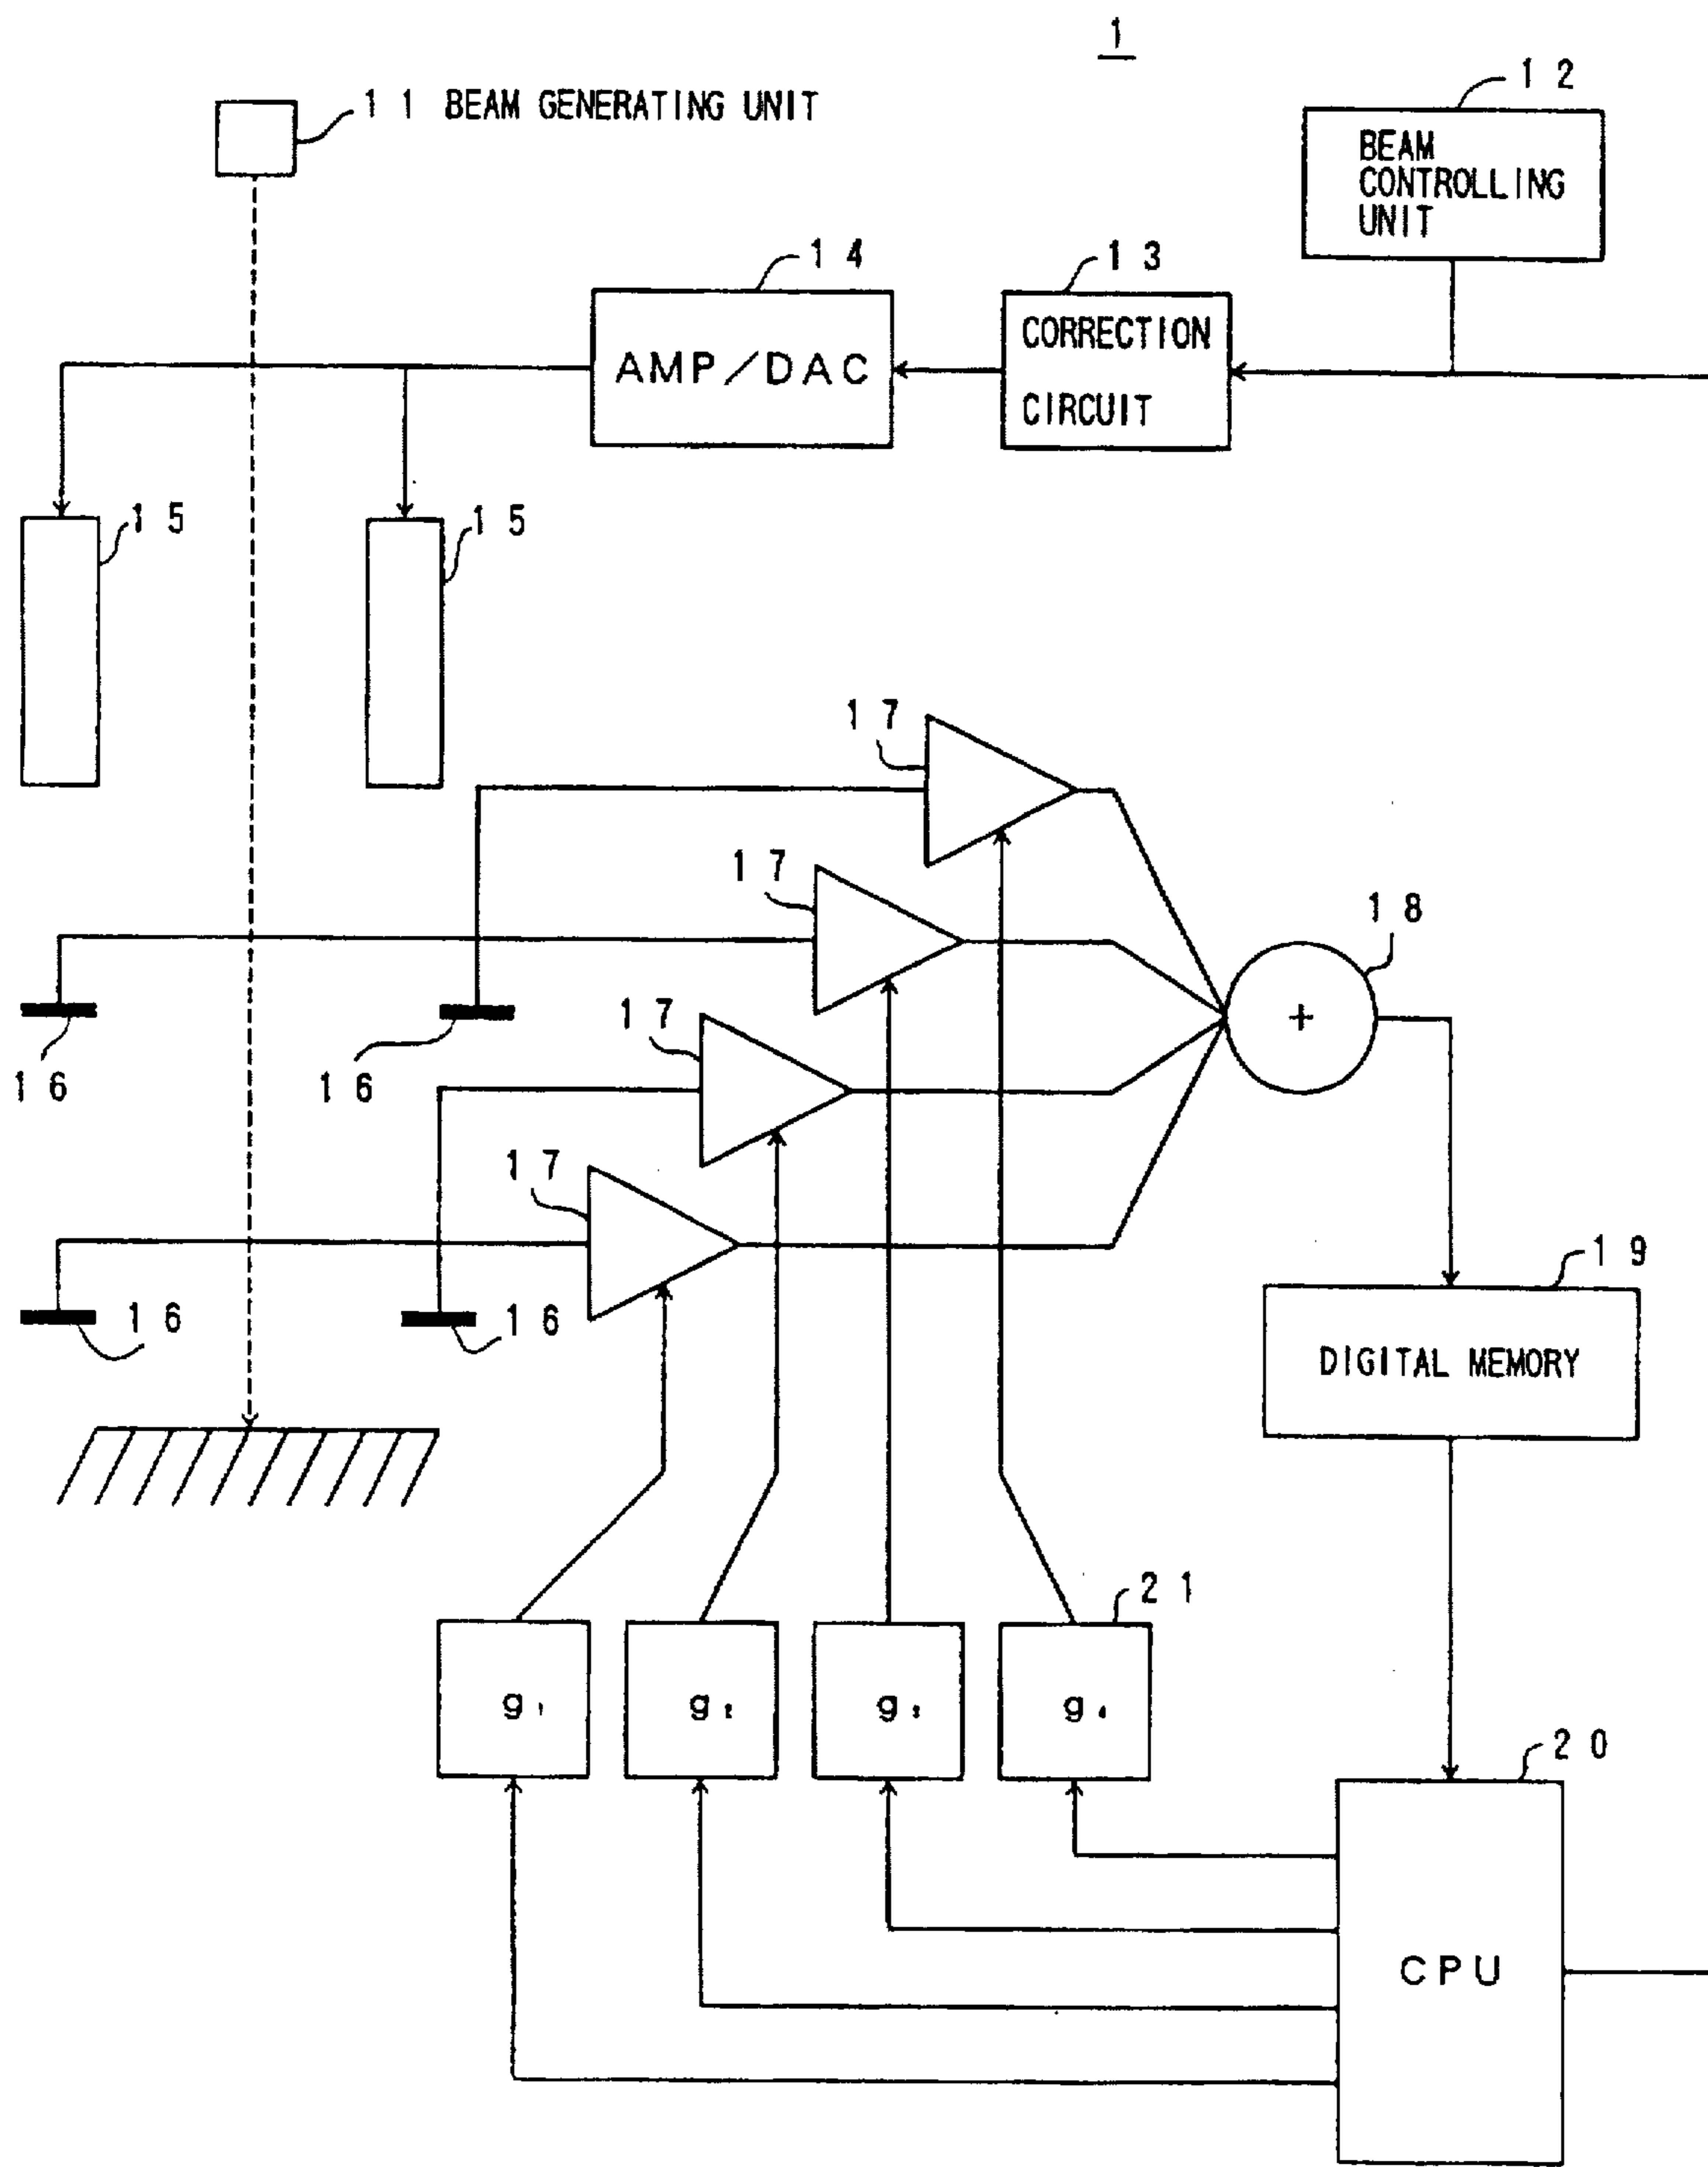 1
11 BEAM GENERATING UNIT
12
BEAM
CONTROLLING
UNIT
14
13
AMP/DAC
CORRECTION
CIRCUIT
15
15
17
17
18
17
16
16
17
19
16
16
DIGITAL MEMORY
21
g1
g2
g3
g4
20
CPU